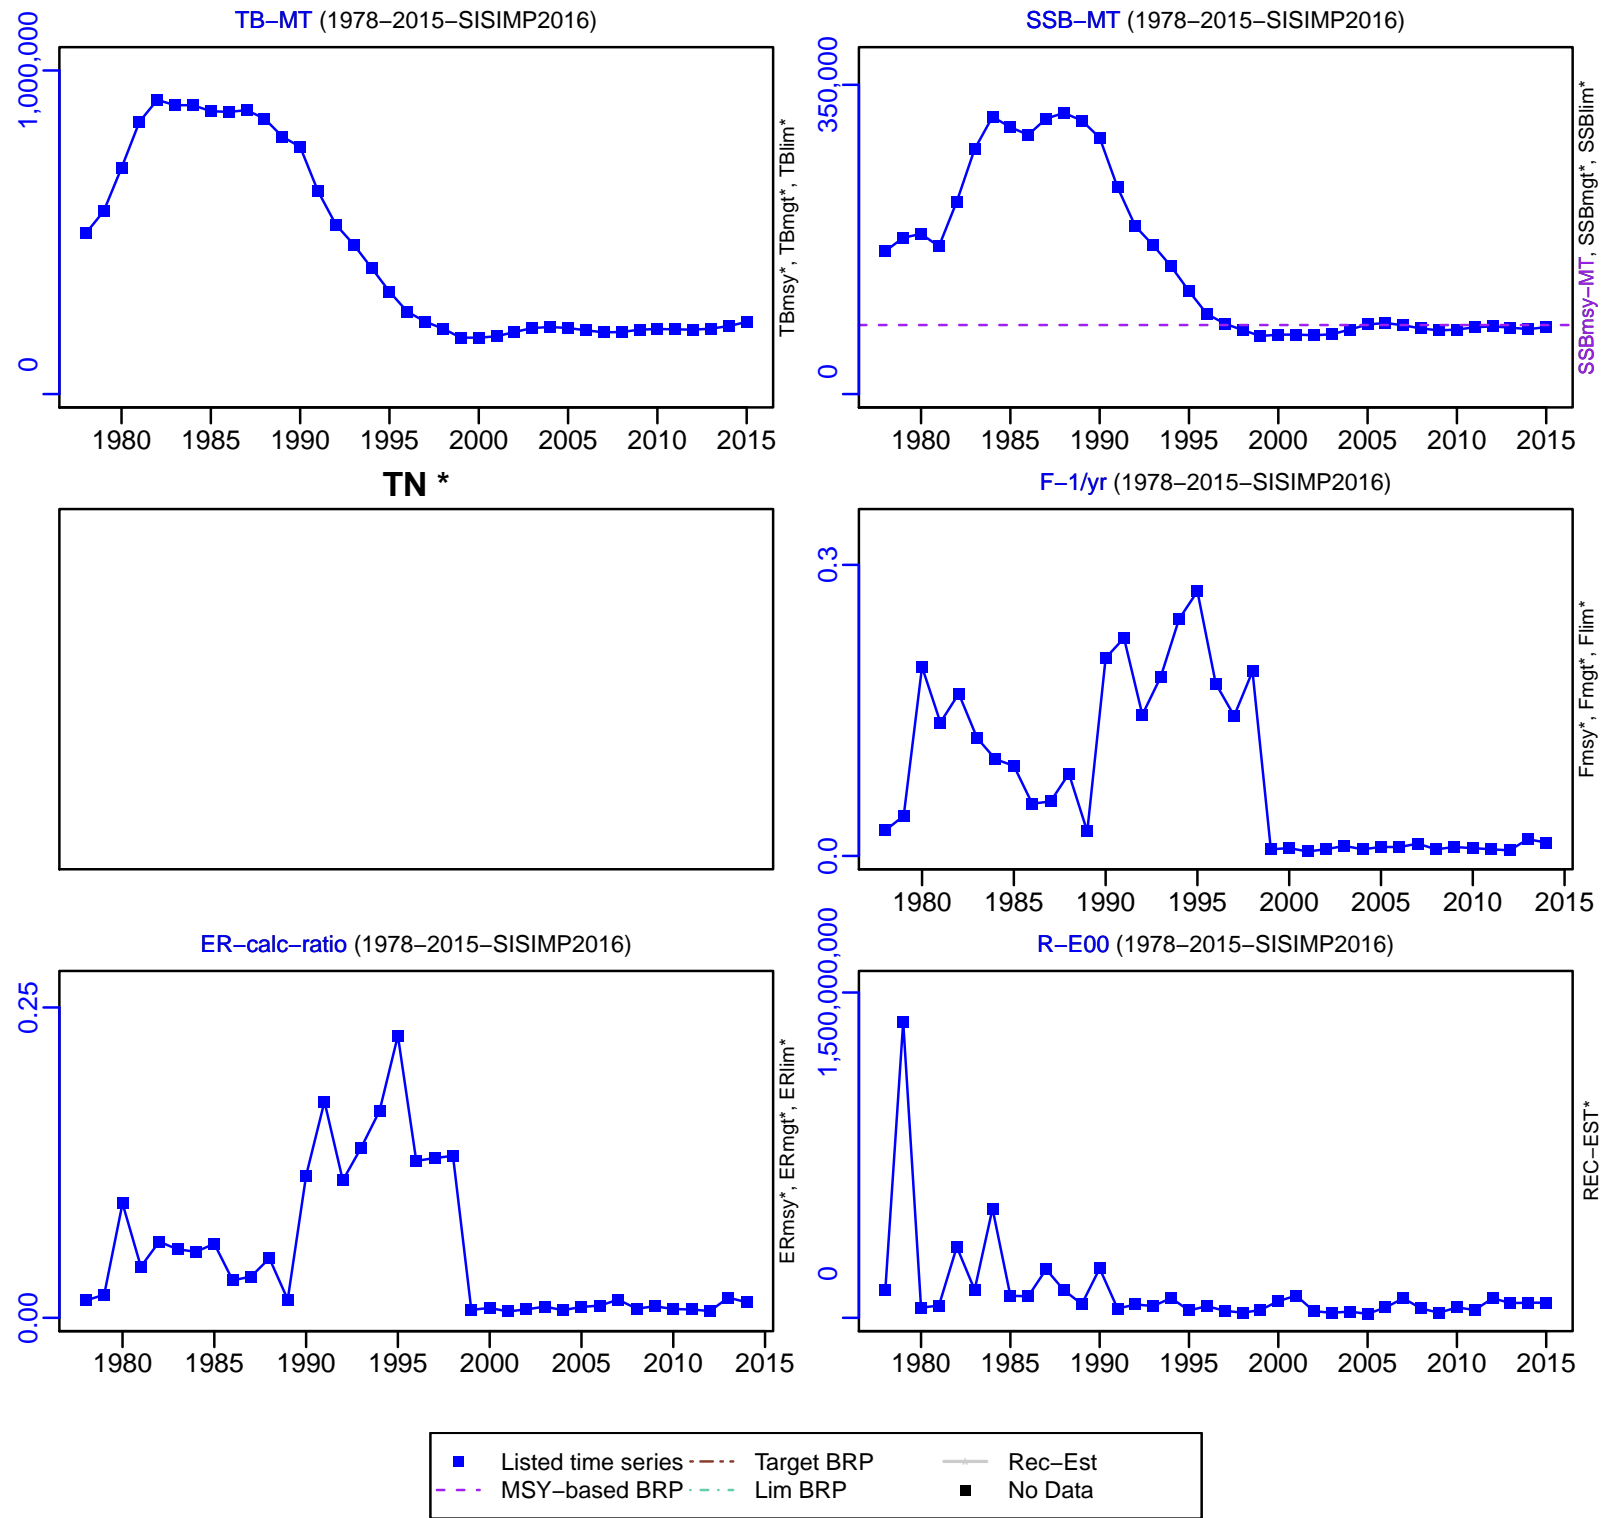 TB−MT (1978−2015−SISIMP2016)
1,000,000
0
TBmsy*, TBmgt*, TBlim*
1980 1985 1990 1995 2000 2005 2010 2015
SSB−MT (1978−2015−SISIMP2016)
350,000
0
SSBmsy−MT, SSBmgt*, SSBlim*
1980 1985 1990 1995 2000 2005 2010 2015
TN *
F−1/yr (1978−2015−SISIMP2016)
0.3
0.0
Fmsy*, Fmgt*, Flim*
1980 1985 1990 1995 2000 2005 2010 2015
ER−calc−ratio (1978−2015−SISIMP2016)
0.25
0.00
ERmsy*, ERmgt*, ERlim*
1980 1985 1990 1995 2000 2005 2010 2015
R−E00 (1978−2015−SISIMP2016)
1,500,000,000
0
REC−EST*
1980 1985 1990 1995 2000 2005 2010 2015
Listed time series Target BRP Rec−Est
MSY−based BRP Lim BRP No Data